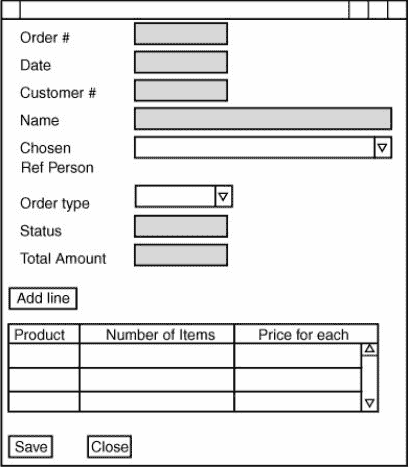 Order #
Date
Customer #
Name
Chosen
Ref Person
Order type
Status
Total Amount
Add line
Product Number of Items Price for each
Save Close